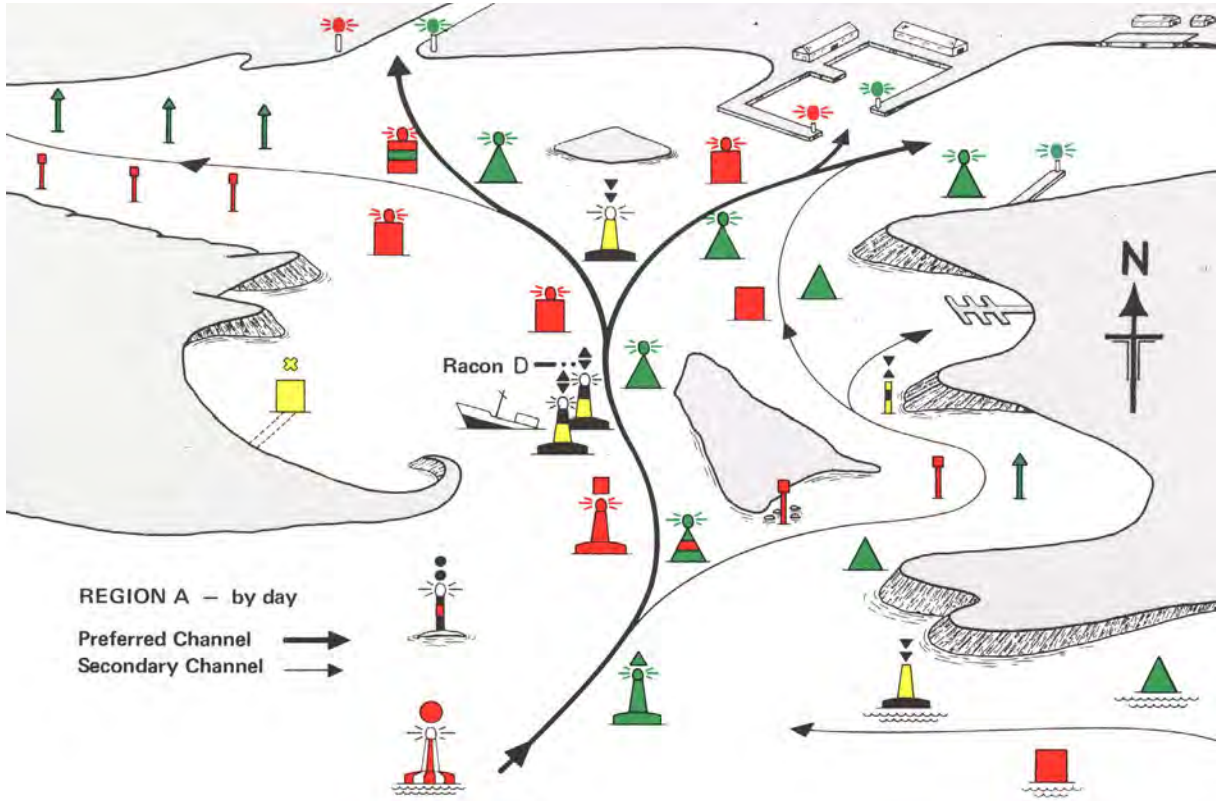 N
Racon D
REGION A – by day
Preferred Channel
Secondary Channel